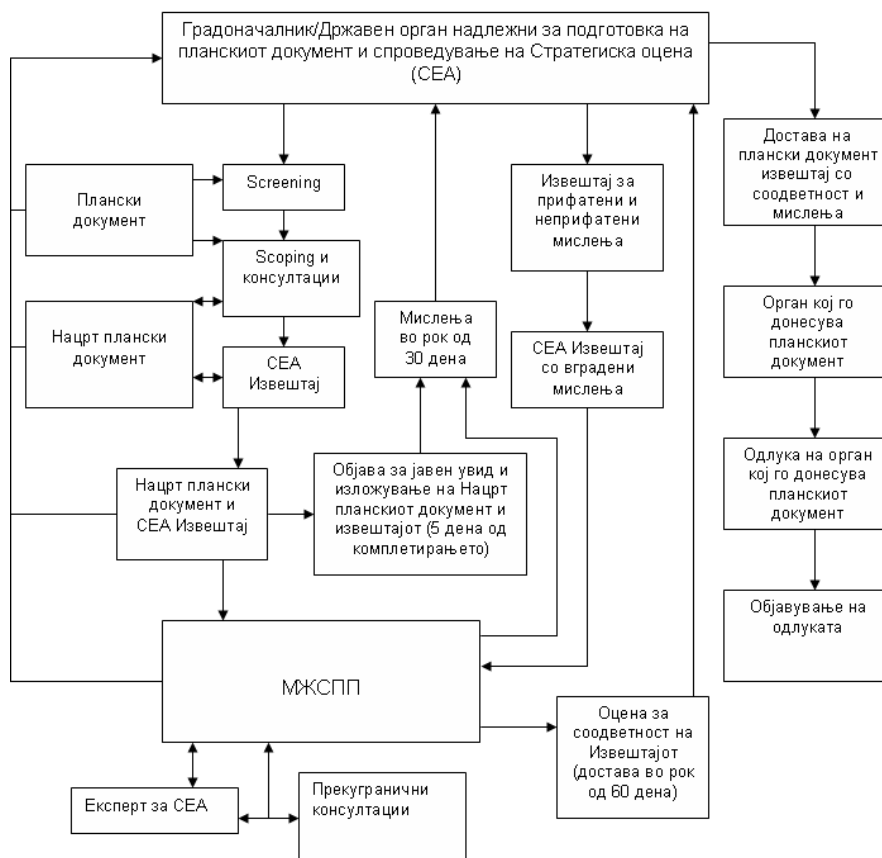 Градоначалник/Државен орган надлежни за подготовка на
планскиот документ и спроведување на Стратегиска оцена
(СЕА)
Достава на
плански документ
извештај со
соодветност и
мислења
Плански
документ
Screening
Извештај за
прифатени и
неприфатени
мислења
Scoping и
консултации
Орган кој го
донесува
планскиот
документ
Нацрт плански
документ
Мислења
во рок од
30 дена
СЕА
Извештај
СЕА Извештај
со вградени
мислења
Одлука на орган
кој го донесува
планскиот
документ
Нацрт плански
документ и
СЕА Извештај
Објава за јавен увид и
изложување на Нацрт
планскиот документ и
извештајот (5 дена од
комплетирањето)
Објавување на
одлуката
МЖСПП
Оцена за
соодветност на
Извештајот
(достава во рок
од 60 дена)
Експерт за СЕА
Прекугранични
консултации